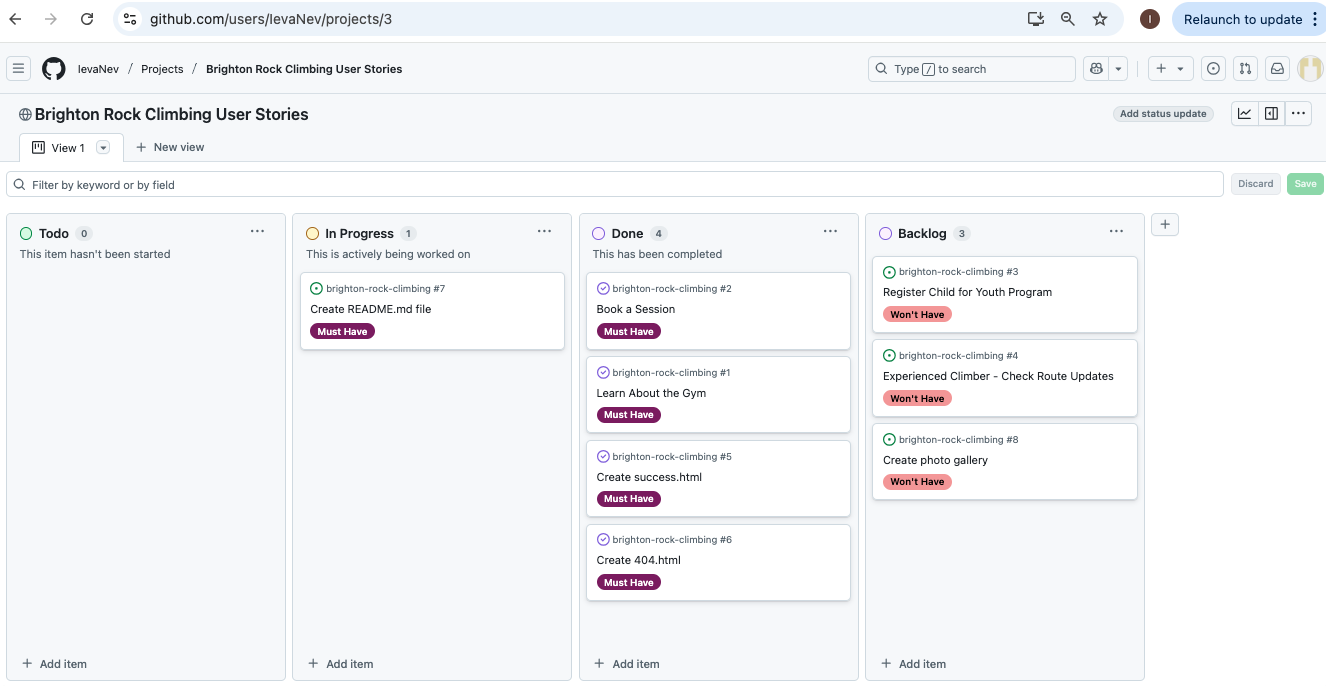 github.com/users/IevaNev/projects/3
I
Relaunch to update
IevaNev / Projects / Brighton Rock Climbing User Stories
Type / to search
Brighton Rock Climbing User Stories
Add status update
View 1
New view
Filter by keyword or by field
Discard
Save
Todo 0
This item hasn't been started
Add item
In Progress 1
This is actively being worked on
brighton-rock-climbing #7
Create README.md file
Must Have
Add item
Done 4
This has been completed
brighton-rock-climbing #2
Book a Session
Must Have
brighton-rock-climbing #1
Learn About the Gym
Must Have
brighton-rock-climbing #5
Create success.html
Must Have
brighton-rock-climbing #6
Create 404.html
Must Have
Add item
Backlog 3
brighton-rock-climbing #3
Register Child for Youth Program
Won't Have
brighton-rock-climbing #4
Experienced Climber - Check Route Updates
Won't Have
brighton-rock-climbing #8
Create photo gallery
Won't Have
Add item